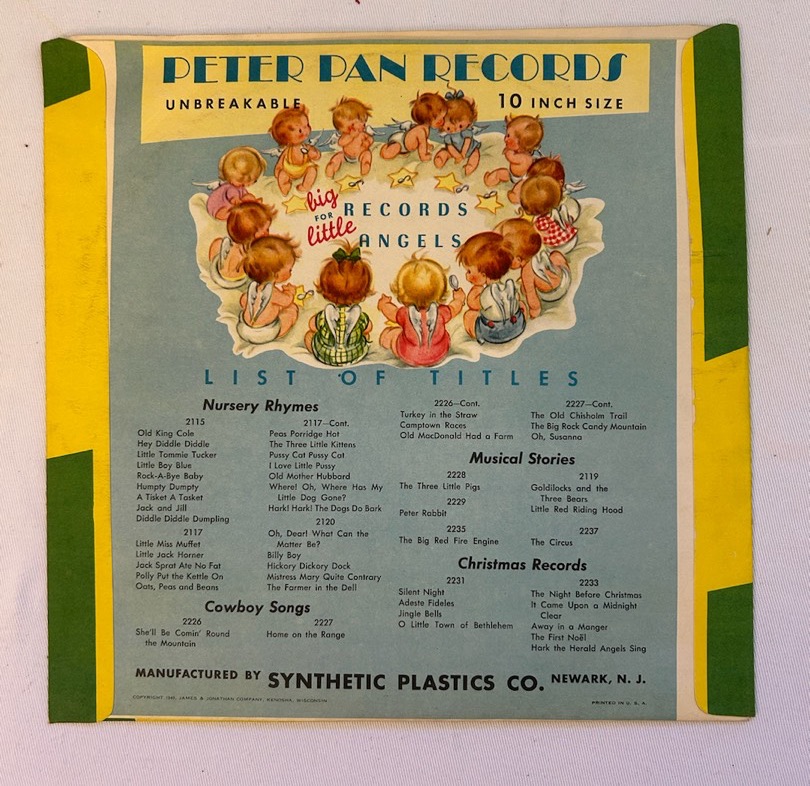 PETER PAN RECORDS
UNBREAKABLE
10 INCH SIZE
big
FOR
little
RECORDS
ANGELS
LIST OF TITLES
Nursery Rhymes
2115
Old King Cole
Hey Diddle Diddle
Little Tommie Tucker
Little Boy Blue
Rock-A-Bye Baby
Humpty Dumpty
A Tisket A Tasket
Jack and Jill
Diddle Diddle Dumpling
2117
Little Miss Muffet
Little Jack Horner
Jack Sprat Ate No Fat
Polly Put the Kettle On
Oats, Peas and Beans
2117—Cont.
Peas Porridge Hot
The Three Little Kittens
Pussy Cat Pussy Cat
I Love Little Pussy
Old Mother Hubbard
Where! Oh, Where Has My
Little Dog Gone?
Hark! Hark! The Dogs Do Bark
2120
Oh, Dear! What Can the
Matter Be?
Billy Boy
Hickory Dickory Dock
Mistress Mary Quite Contrary
The Farmer in the Dell
Cowboy Songs
2226
She'll Be Comin' Round
the Mountain
2227
Home on the Range
2226—Cont.
Turkey in the Straw
Camptown Races
Old MacDonald Had a Farm
2227—Cont.
The Old Chisholm Trail
The Big Rock Candy Mountain
Oh, Susanna
Musical Stories
2228
The Three Little Pigs
2229
Peter Rabbit
2235
The Big Red Fire Engine
2119
Goldilocks and the
Three Bears
Little Red Riding Hood
2237
The Circus
Christmas Records
2231
Silent Night
Adeste Fideles
Jingle Bells
O Little Town of Bethlehem
2233
The Night Before Christmas
It Came Upon a Midnight
Clear
Away in a Manger
The First Noël
Hark the Herald Angels Sing
MANUFACTURED BY SYNTHETIC PLASTICS CO. NEWARK, N. J.
COPYRIGHT JAMES & JONATHAN COMPANY, KENOSHA, WISCONSIN
PRINTED IN U. S. A.